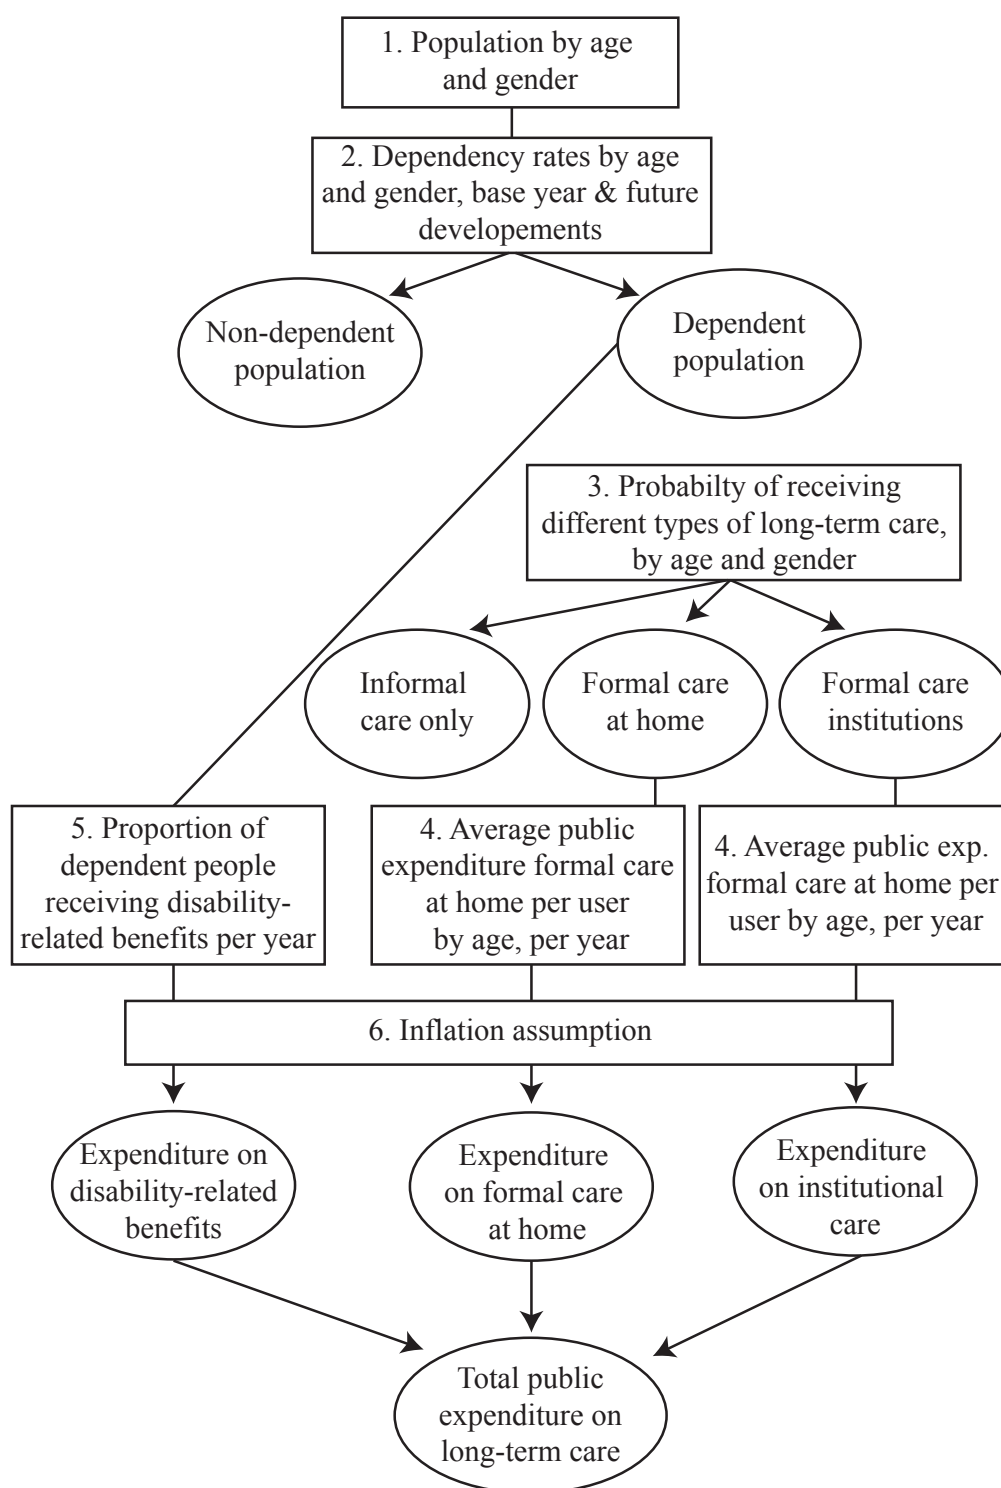 1. Population by age
and gender
2. Dependency rates by age
and gender, base year & future
developements
Non-dependent
population
Dependent
population
3. Probabilty of receiving
different types of long-term care,
by age and gender
Informal
care only
Formal care
at home
Formal care
institutions
5. Proportion of
dependent people
receiving disability-
related benefits per year
4. Average public
expenditure formal care
at home per user
by age, per year
4. Average public exp.
formal care at home per
user by age, per year
6. Inflation assumption
Expenditure on
disability-related
benefits
Expenditure
on formal care
at home
Expenditure
on institutional
care
Total public
expenditure on
long-term care